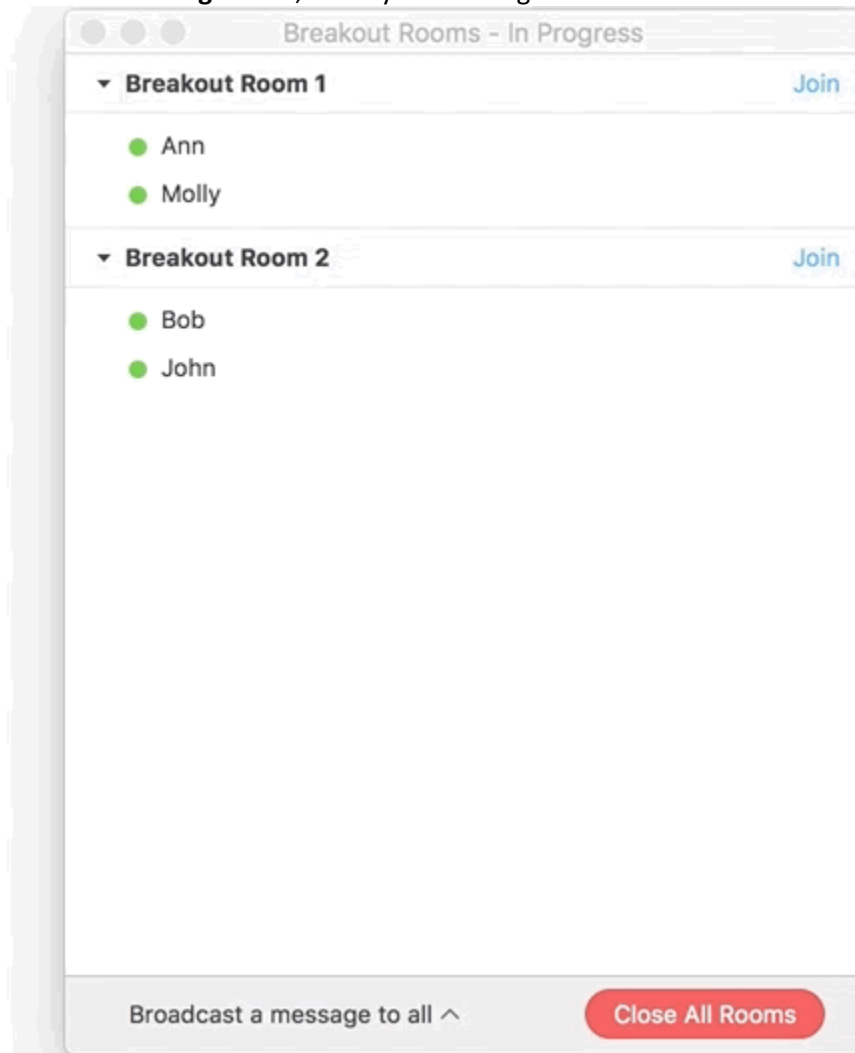 Breakout Rooms - In Progress
Breakout Room 1 Join
Ann
Molly
Breakout Room 2 Join
Bob
John
Broadcast a message to all
Close All Rooms